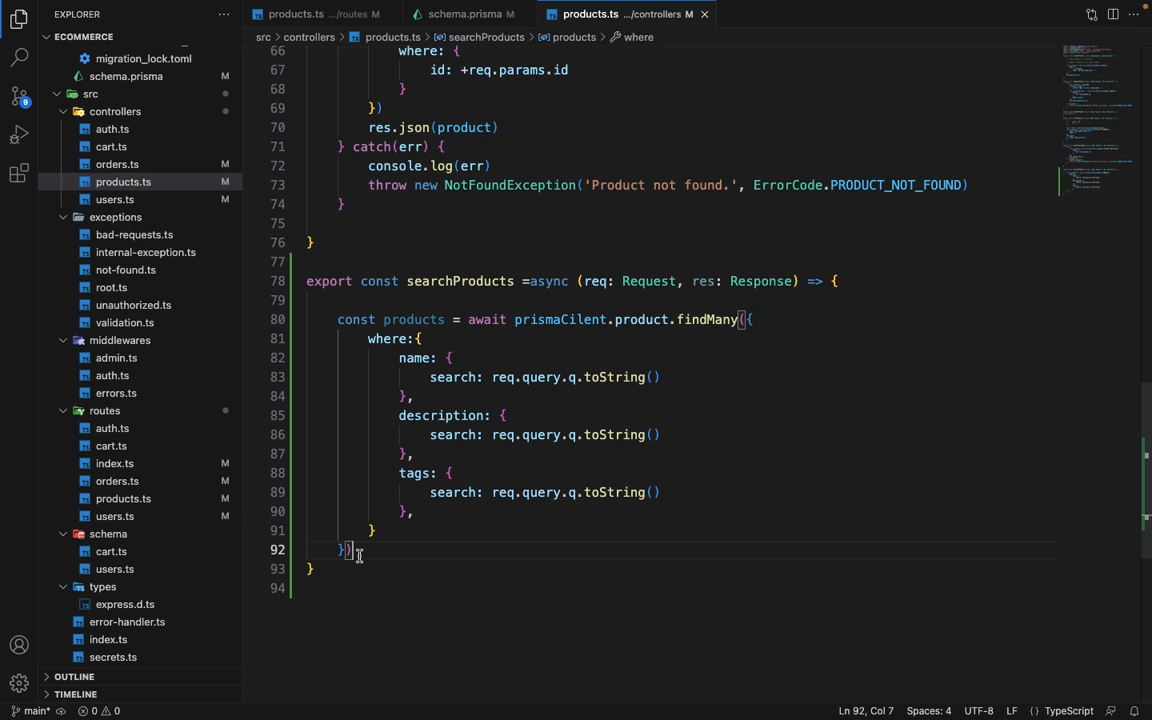 EXPLORER
products.ts .../routes M
schema.prisma M
products.ts .../controllers M
ECOMMERCE
src > controllers > products.ts > searchProducts > products > where
migration_lock.toml
schema.prisma M
src
controllers
auth.ts
cart.ts
orders.ts M
products.ts M
users.ts M
exceptions
bad-requests.ts
internal-exception.ts
not-found.ts
root.ts
unauthorized.ts
validation.ts
middlewares
admin.ts
auth.ts
errors.ts
routes
auth.ts
cart.ts
index.ts M
orders.ts M
products.ts M
users.ts M
schema
cart.ts
users.ts
types
express.d.ts
error-handler.ts
index.ts
secrets.ts
OUTLINE
TIMELINE
9
66 where: {
67 id: +req.params.id
68 }
69 })
70 res.json(product)
71 } catch(err) {
72 console.log(err)
73 throw new NotFoundException('Product not found.', ErrorCode.PRODUCT_NOT_FOUND)
74 }
75
76 }
77
78 export const searchProducts =async (req: Request, res: Response) => {
79
80 const products = await prismaCilent.product.findMany({
81 where:{
82 name: {
83 search: req.query.q.toString()
84 },
85 description: {
86 search: req.query.q.toString()
87 },
88 tags: {
89 search: req.query.q.toString()
90 },
91 }
92 })
93 }
94
main* 0 0 Ln 92, Col 7 Spaces: 4 UTF-8 LF {} TypeScript